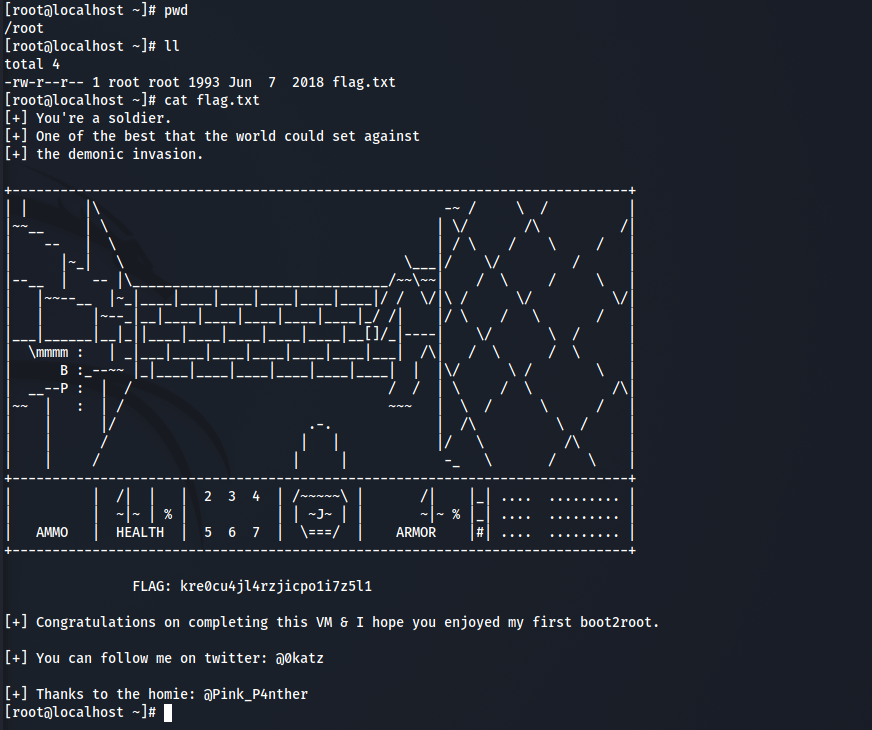 [root@localhost ~]# pwd
/root
[root@localhost ~]# ll
total 4
-rw-r--r-- 1 root root 1993 Jun  7  2018 flag.txt
[root@localhost ~]# cat flag.txt
[+] You're a soldier.
[+] One of the best that the world could set against
[+] the demonic invasion.
\mmmm :
B :
P :
2 3 4
~J~
%
%
AMMO | HEALTH | 5 6 7 | \===/ | ARMOR |#| .... ......... |
FLAG: kre0cu4jl4rzjicpo1i7z5l1
[+] Congratulations on completing this VM & I hope you enjoyed my first boot2root.
[+] You can follow me on twitter: @0katz
[+] Thanks to the homie: @Pink_P4nther
[root@localhost ~]#